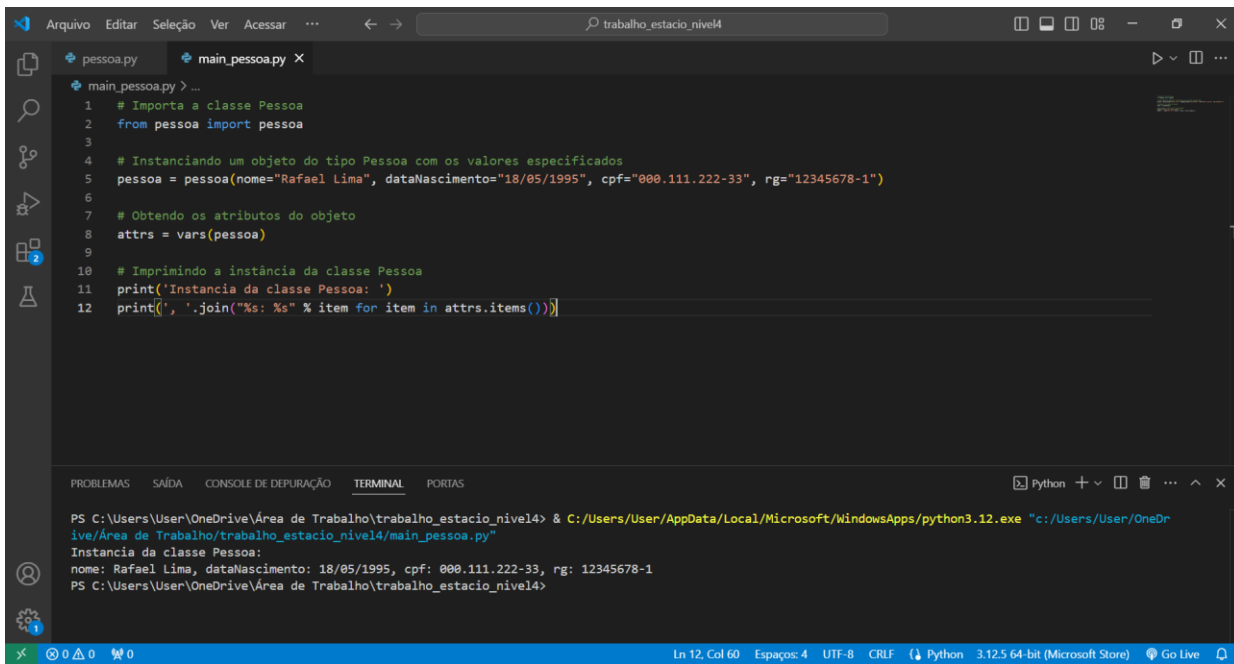 Arquivo Editar Seleção Ver Acessar ··· ← → trabalho_estacio_nivel4
pessoa.py main_pessoa.py ×
main_pessoa.py > ...
1 # Importa a classe Pessoa
2 from pessoa import pessoa
3
4 # Instanciando um objeto do tipo Pessoa com os valores especificados
5 pessoa = pessoa(nome="Rafael Lima", dataNascimento="18/05/1995", cpf="000.111.222-33", rg="12345678-1")
6
7 # Obtendo os atributos do objeto
8 attrs = vars(pessoa)
9
10 # Imprimindo a instância da classe Pessoa
11 print('Instancia da classe Pessoa: ')
12 print(', '.join("%s: %s" % item for item in attrs.items()))
2
PROBLEMAS SAÍDA CONSOLE DE DEPURAÇÃO TERMINAL PORTAS Python
PS C:\Users\User\OneDrive\Área de Trabalho\trabalho_estacio_nivel4> & C:/Users/User/AppData/Local/Microsoft/WindowsApps/python3.12.exe "c:/Users/User/OneDr
ive/Área de Trabalho/trabalho_estacio_nivel4/main_pessoa.py"
Instancia da classe Pessoa:
nome: Rafael Lima, dataNascimento: 18/05/1995, cpf: 000.111.222-33, rg: 12345678-1
PS C:\Users\User\OneDrive\Área de Trabalho\trabalho_estacio_nivel4>
1
0 0 0 Ln 12, Col 60 Espaços: 4 UTF-8 CRLF Python 3.12.5 64-bit (Microsoft Store) Go Live